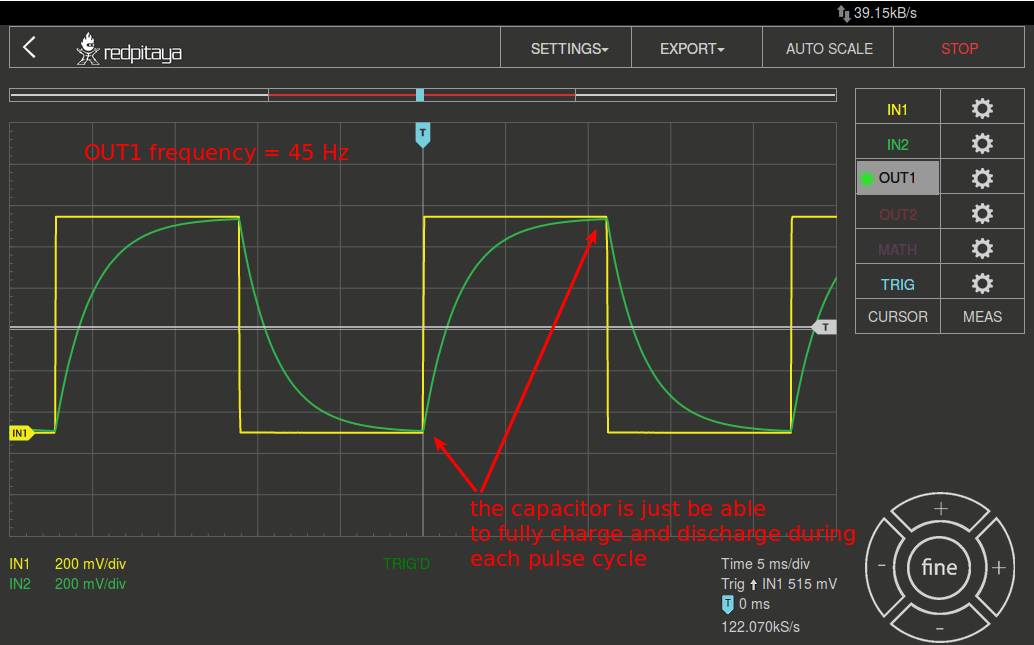 39.15kB/s
redpitaya
SETTINGS
EXPORT
AUTO SCALE
STOP
T
OUT1 frequency = 45 Hz
IN1
IN2
OUT1
OUT2
MATH
TRIG
CURSOR MEAS
T
IN1
the capacitor is just be able
to fully charge and discharge during
each pulse cycle
IN1 200 mV/div
IN2 200 mV/div
TRIG'D
Time 5 ms/div
Trig IN1 515 mV
T 0 ms
122.070kS/s
+
- fine +
-